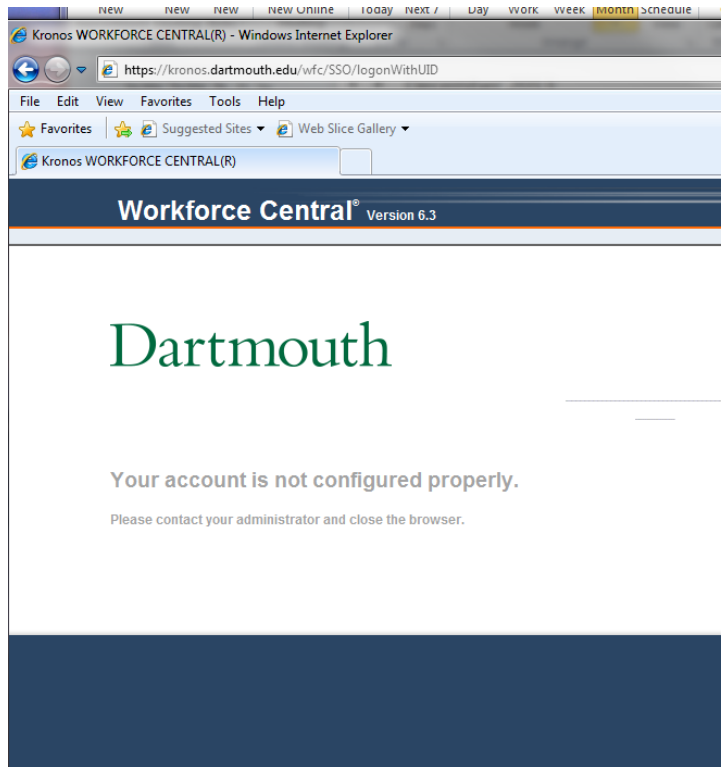 New New New New Online Today Next 7 Day Work Week Month Schedule
Kronos WORKFORCE CENTRAL(R) - Windows Internet Explorer
https://kronos.dartmouth.edu/wfc/SSO/logonWithUID
File Edit View Favorites Tools Help
Favorites Suggested Sites Web Slice Gallery
Kronos WORKFORCE CENTRAL(R)
Workforce Central® Version 6.3
Dartmouth
Your account is not configured properly.
Please contact your administrator and close the browser.